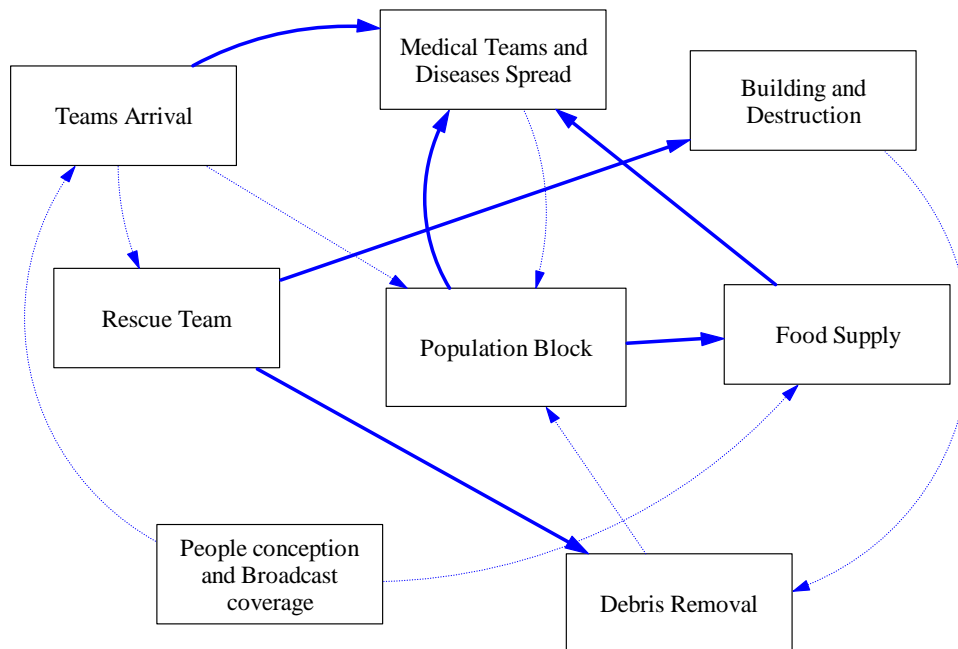 Medical Teams and
Diseases Spread
Teams Arrival
Building and
Destruction
Rescue Team
Population Block
Food Supply
People conception
and Broadcast
coverage
Debris Removal